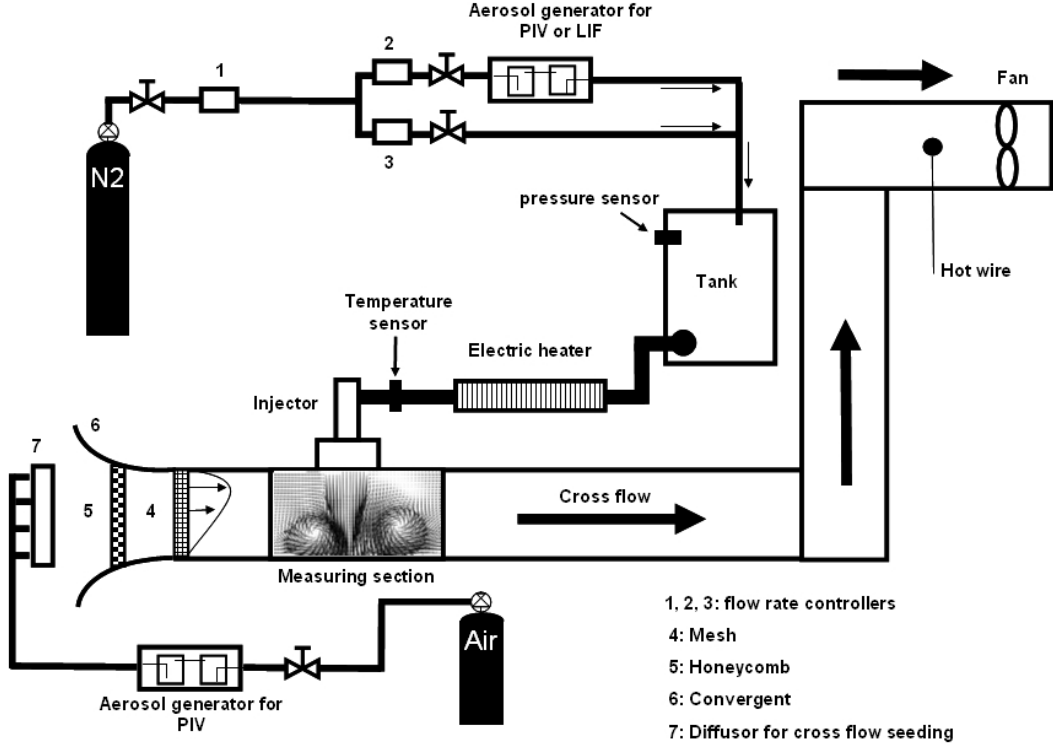 Aerosol generator for
PIV or LIF
1
2
3
Fan
N2
pressure sensor
Tank
Hot wire
Temperature
sensor
Electric heater
Injector
6
7
5
4
Cross flow
Measuring section
Air
Aerosol generator for
PIV
1, 2, 3: flow rate controllers
4: Mesh
5: Honeycomb
6: Convergent
7: Diffusor for cross flow seeding